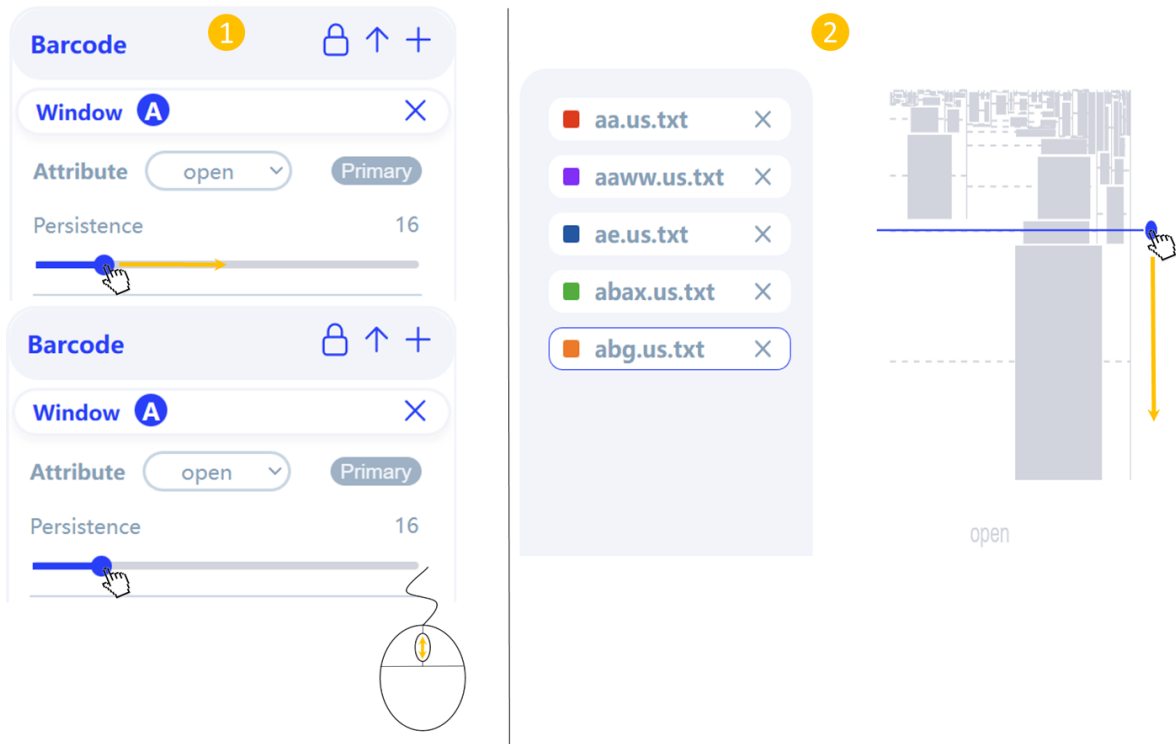 1
Barcode
Window A
Attribute open Primary
Persistence 16
Barcode
Window A
Attribute open Primary
Persistence 16
2
aa.us.txt
aaww.us.txt
ae.us.txt
abax.us.txt
abg.us.txt
open